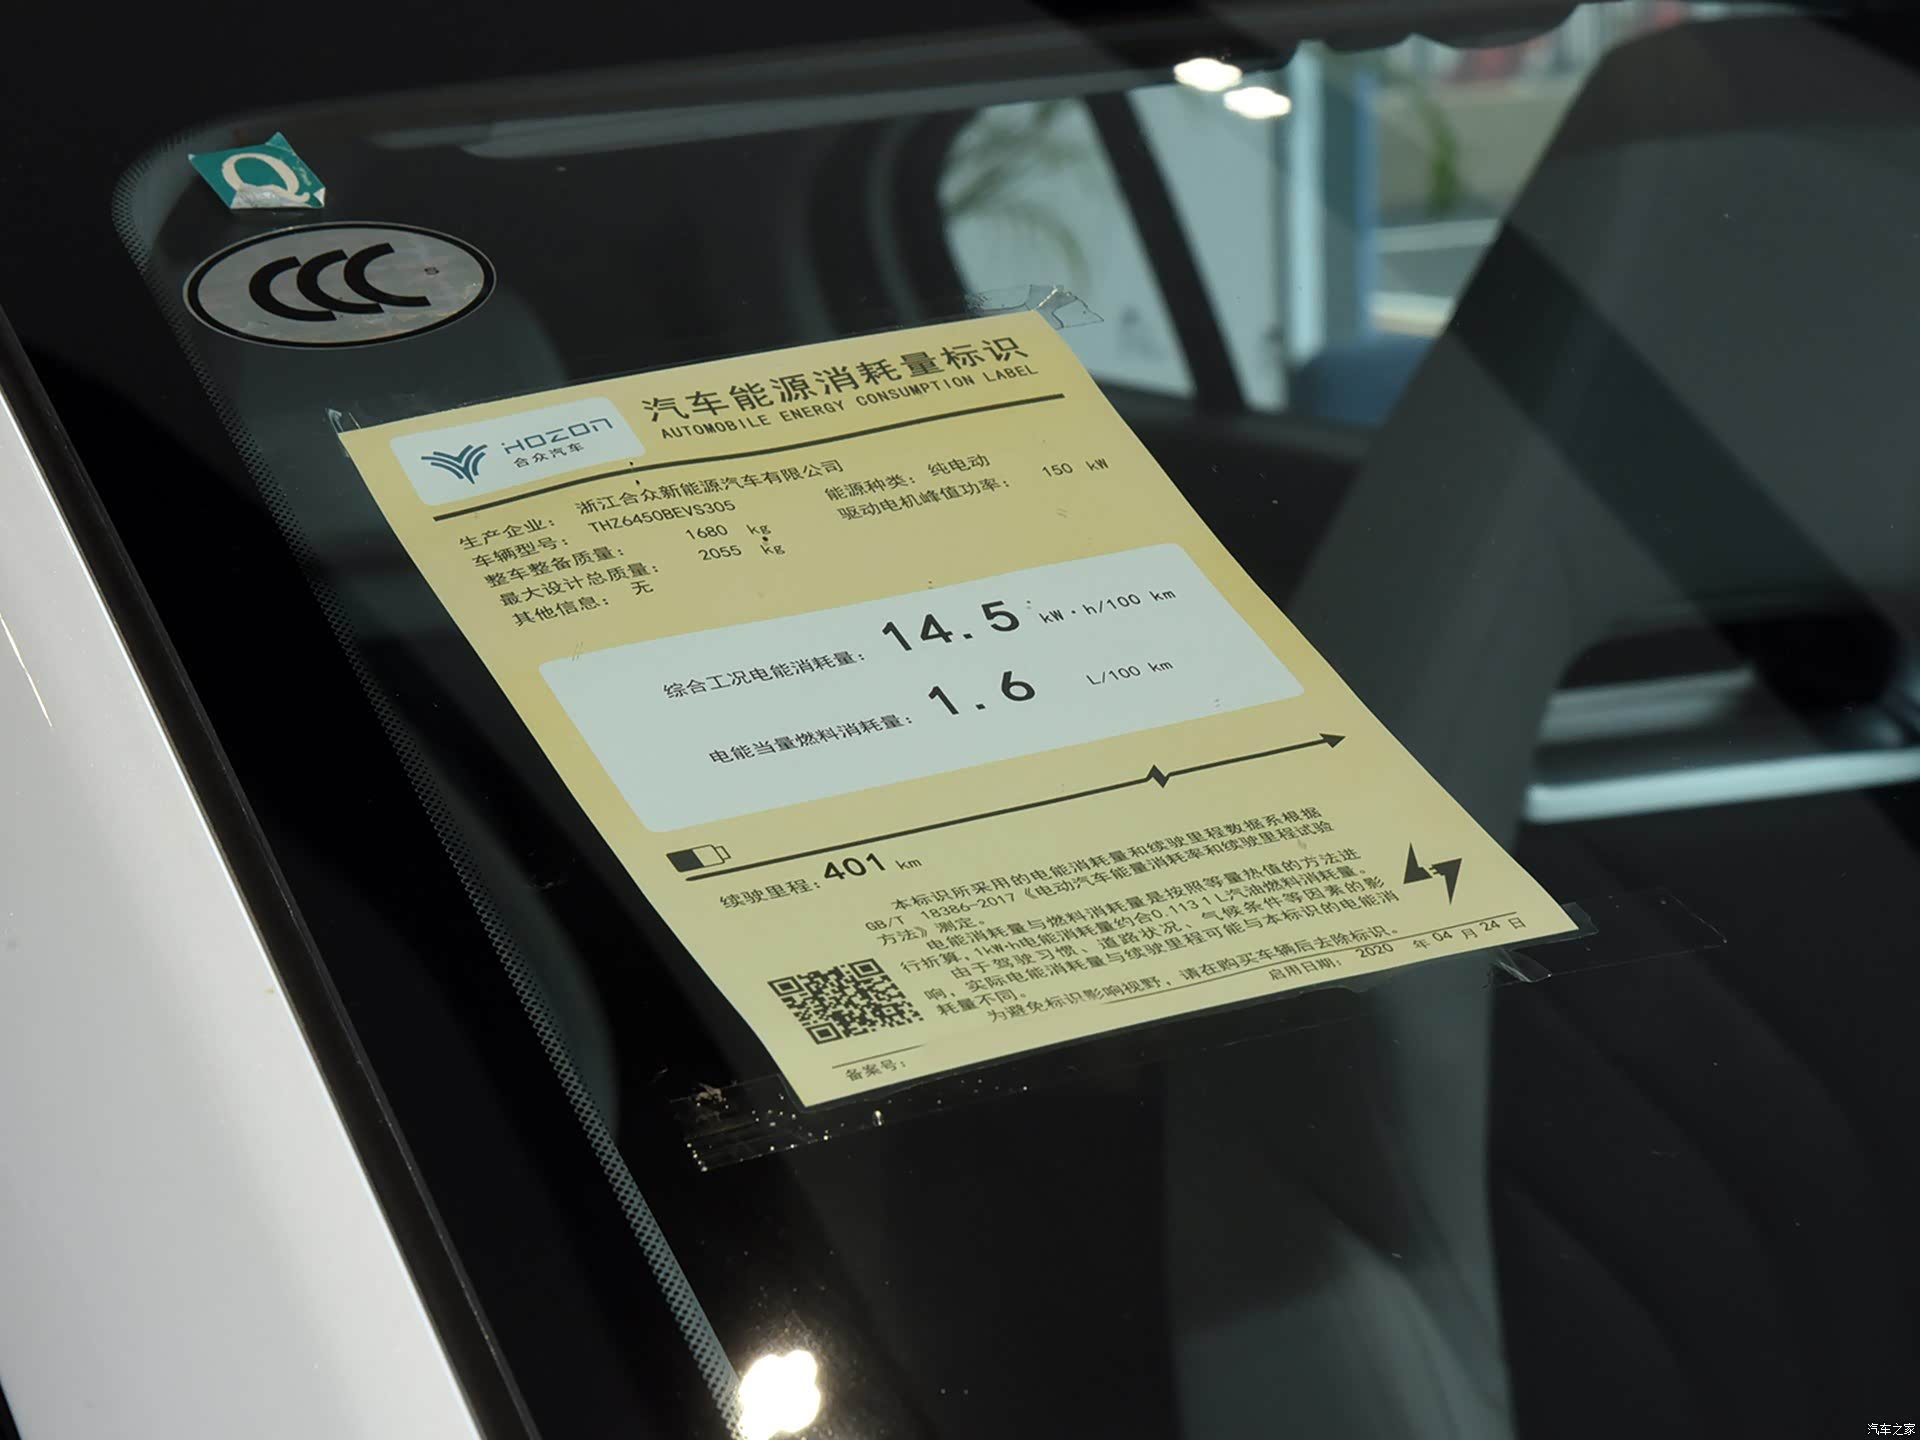 Q
CCC S
HOZON
合众汽车
汽车能源消耗量标识
AUTOMOBILE ENERGY CONSUMPTION LABEL
生产企业： 浙江合众新能源汽车有限公司
车辆型号： THZ6450BEVS305 能源种类： 纯电动
整车整备质量： 1680 kg 驱动电机峰值功率： 150 kW
最大设计总质量： 2055 kg
其他信息： 无
综合工况电能消耗量： 14.5 kW·h/100 km
电能当量燃料消耗量： 1.6 L/100 km
续驶里程： 401 km
本标识所采用的电能消耗量和续驶里程数据系根据
GB/T 18386-2017《电动汽车能量消耗率和续驶里程试验
方法》测定。
电能消耗量与燃料消耗量是按照等量热值的方法进
行折算，1kW·h电能消耗量约合0.1131L汽油燃料消耗量。
由于驾驶习惯、道路状况、气候条件等因素的影
响，实际电能消耗量与续驶里程可能与本标识的电能消
耗量不同。
为避免标识影响视野，请在购买车辆后去除标识。
启用日期： 2020 年 04 月 24 日
备案号：
汽车之家